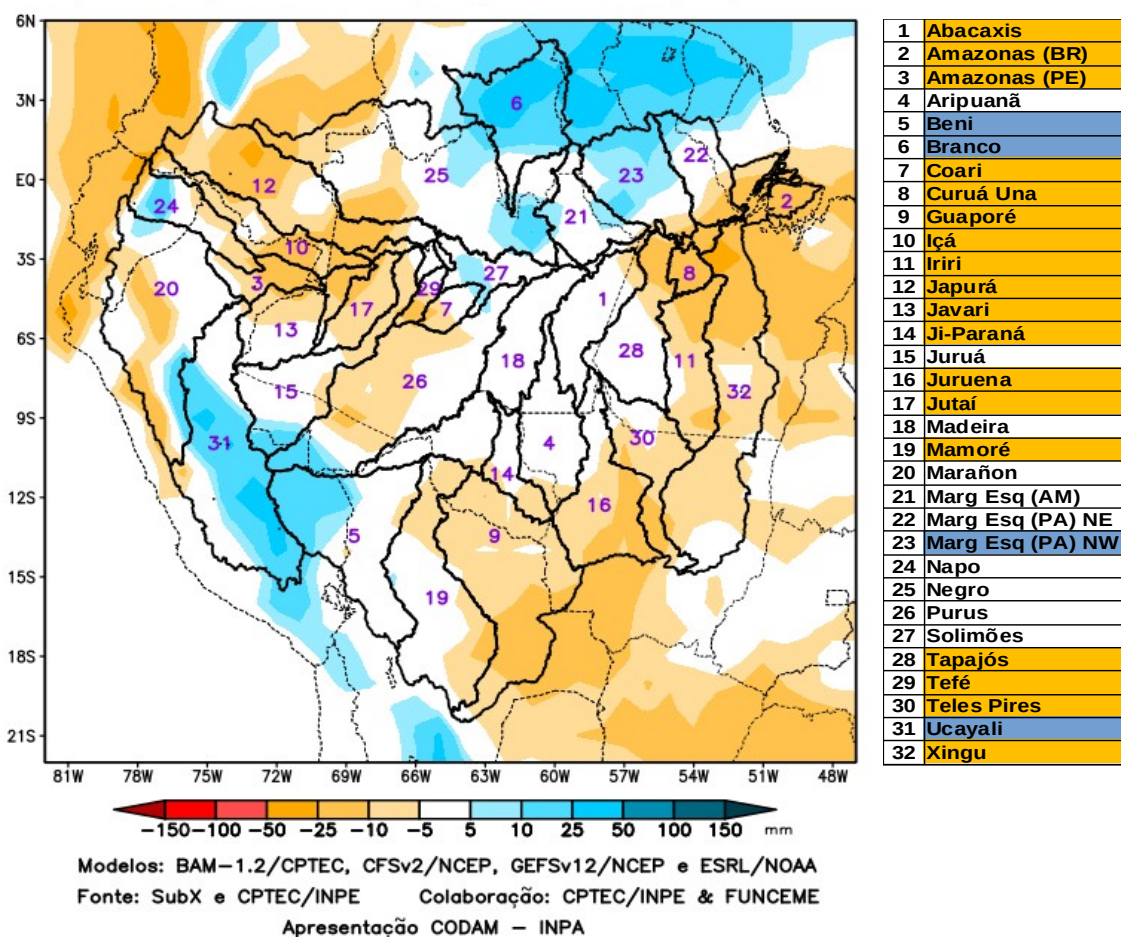 6N
3N
EQ
3S
6S
9S
12S
15S
18S
21S
81W 78W 75W 72W 69W 66W 63W 60W 57W 54W 51W 48W
6
25
22
23
12
24
2
21
10
3
27
20
29
8
17
7
1
13
28
18
11
26
15
32
31
4
30
14
16
5
9
19
−150 −100 −50 −25 −10 −5 5 10 25 50 100 150 mm
Modelos: BAM−1.2/CPTEC, CFSv2/NCEP, GEFSv12/NCEP e ESRL/NOAA
Fonte: SubX e CPTEC/INPE Colaboração: CPTEC/INPE & FUNCEME
Apresentação CODAM − INPA
1 Abacaxis
2 Amazonas (BR)
3 Amazonas (PE)
4 Aripuanã
5 Beni
6 Branco
7 Coari
8 Curuá Una
9 Guaporé
10 Içá
11 Iriri
12 Japurá
13 Javari
14 Ji-Paraná
15 Juruá
16 Juruena
17 Jutaí
18 Madeira
19 Mamoré
20 Marañon
21 Marg Esq (AM)
22 Marg Esq (PA) NE
23 Marg Esq (PA) NW
24 Napo
25 Negro
26 Purus
27 Solimões
28 Tapajós
29 Tefé
30 Teles Pires
31 Ucayali
32 Xingu